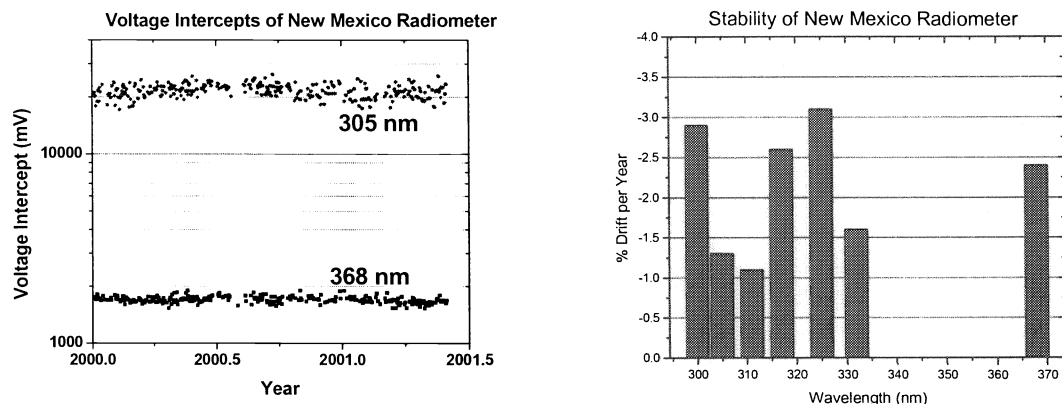 Voltage Intercepts of New Mexico Radiometer
Voltage Intercept (mV)
10000
1000
305 nm
368 nm
2000.0 2000.5 2001.0 2001.5
Year
Stability of New Mexico Radiometer
% Drift per Year
-4.0
-3.5
-3.0
-2.5
-2.0
-1.5
-1.0
-0.5
0.0
300 310 320 330 340 350 360 370
Wavelength (nm)